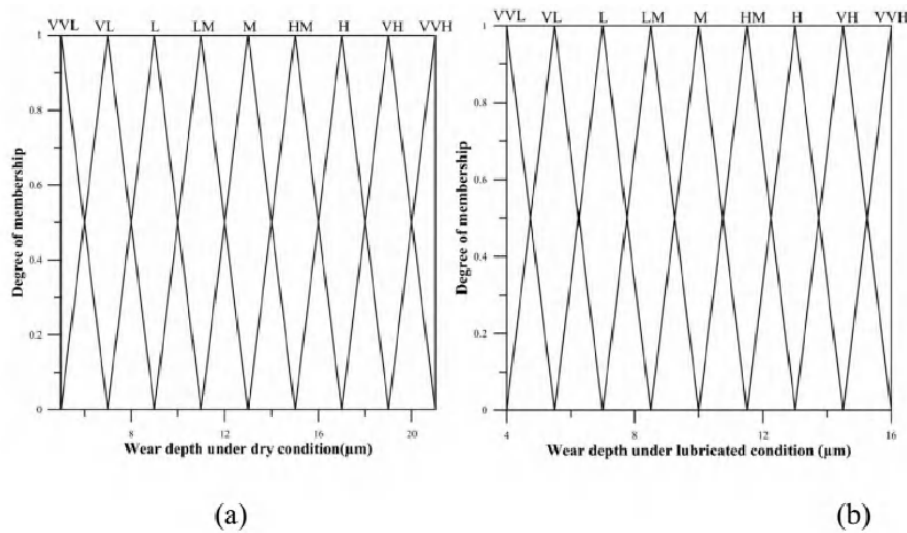 VVL VL L LM M HM H VH VVH
1
0.8
0.6
0.4
0.2
0
Degree of membership
8 12 16 20
Wear depth under dry condition(μm)
(a)
VVL VL L LM M HM H VH VVH
1
0.8
0.6
0.4
0.2
0
Degree of membership
4 8 12 16
Wear depth under lubricated condition (μm)
(b)